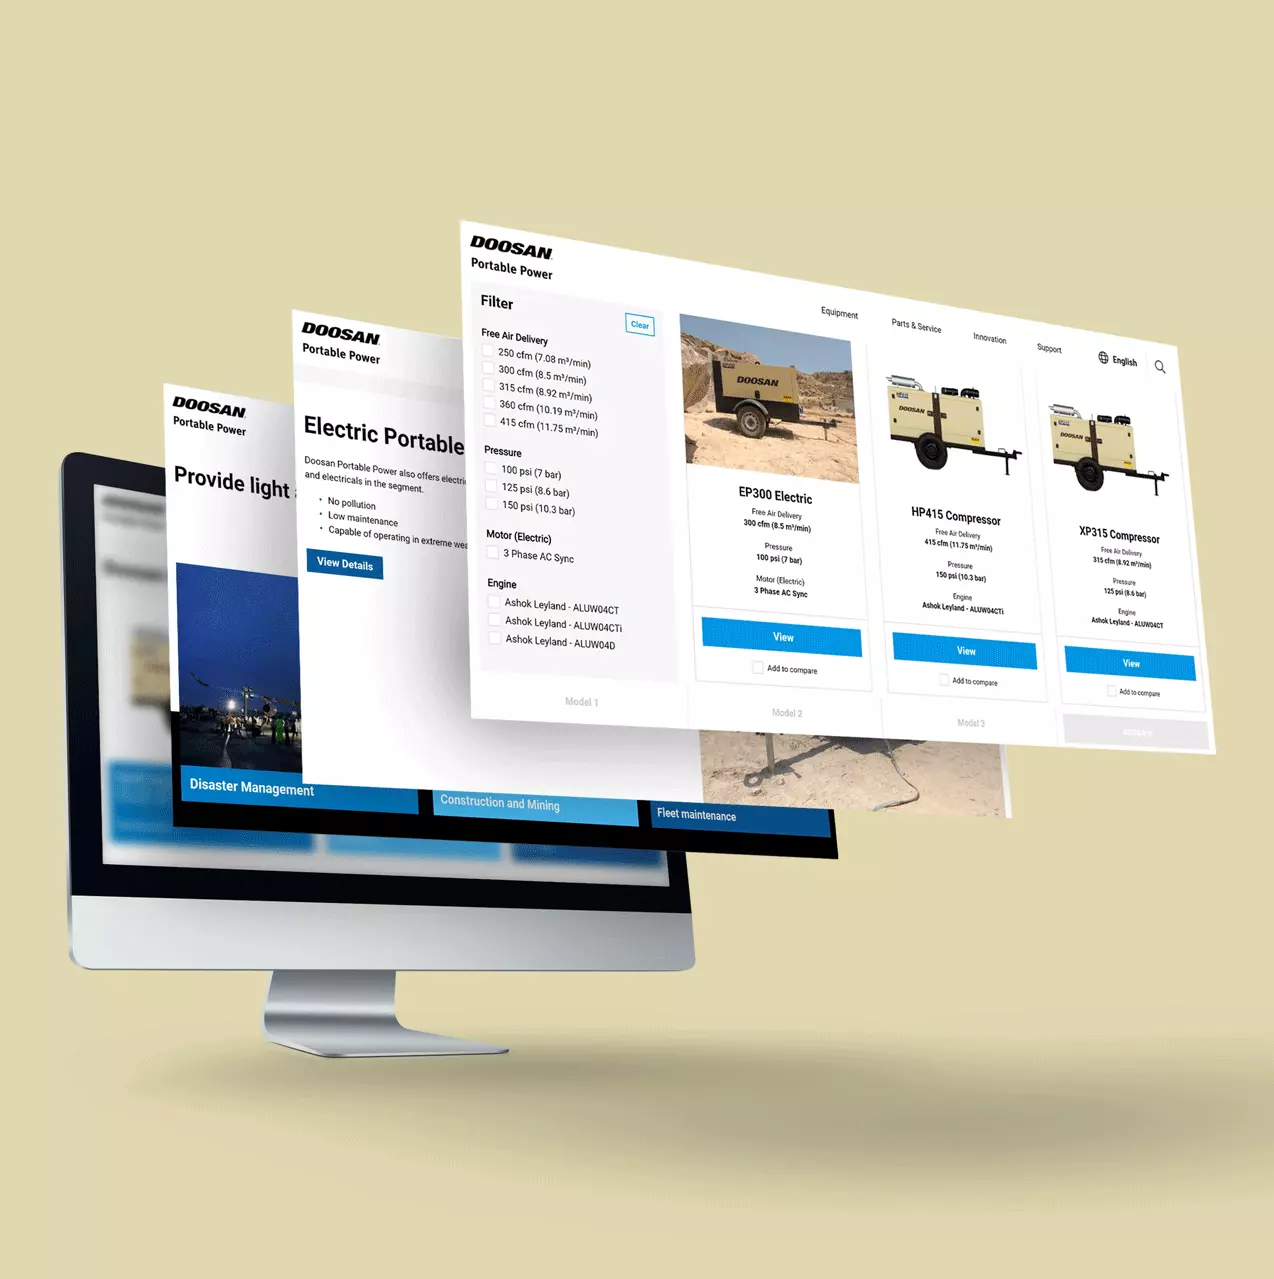 DOOSAN
Portable Power
Equipment
Parts & Service
Innovation
Support
English
Filter
Clear
Free Air Delivery
250 cfm (7.08 m³/min)
300 cfm (8.5 m³/min)
315 cfm (8.92 m³/min)
360 cfm (10.19 m³/min)
415 cfm (11.75 m³/min)
Pressure
100 psi (7 bar)
125 psi (8.6 bar)
150 psi (10.3 bar)
Motor (Electric)
3 Phase AC Sync
Engine
Ashok Leyland - ALUW04CT
Ashok Leyland - ALUW04CTi
Ashok Leyland - ALUW04D
DOOSAN
EP300 Electric
Free Air Delivery
300 cfm (8.5 m³/min)
Pressure
100 psi (7 bar)
Motor (Electric)
3 Phase AC Sync
View
Add to compare
DOOSAN
HP415 Compressor
Free Air Delivery
415 cfm (11.75 m³/min)
Pressure
150 psi (10.3 bar)
Engine
Ashok Leyland - ALUW04CTi
View
Add to compare
DOOSAN
XP315 Compressor
Free Air Delivery
315 cfm (8.92 m³/min)
Pressure
125 psi (8.6 bar)
Engine
Ashok Leyland - ALUW04CT
View
Add to compare
Model 1
Model 2
Model 3
DOOSAN
Portable Power
Electric Portable
Doosan Portable Power also offers electri
and electricals in the segment.
• No pollution
• Low maintenance
• Capable of operating in extreme wea
View Details
DOOSAN
Portable Power
Provide light
Disaster Management
Construction and Mining
Fleet maintenance